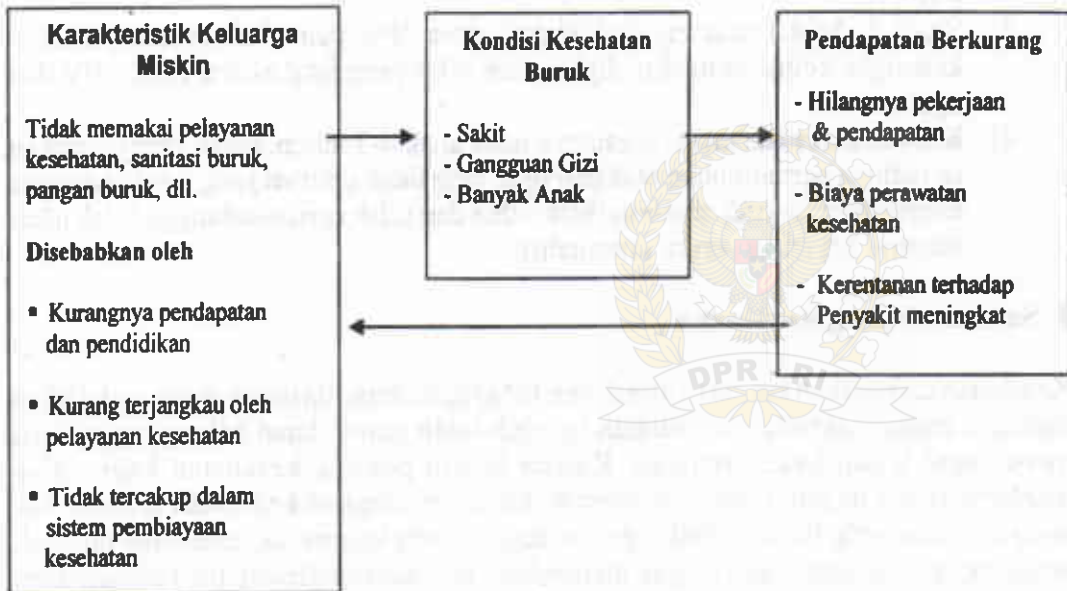 Karakteristik Keluarga
Miskin
Tidak memakai pelayanan
kesehatan, sanitasi buruk,
pangan buruk, dll.
Disebabkan oleh
▪ Kurangnya pendapatan
dan pendidikan
▪ Kurang terjangkau oleh
pelayanan kesehatan
▪ Tidak tercakup dalam
sistem pembiayaan
kesehatan
Kondisi Kesehatan
Buruk
- Sakit
- Gangguan Gizi
- Banyak Anak
Pendapatan Berkurang
- Hilangnya pekerjaan
& pendapatan
- Biaya perawatan
kesehatan
- Kerentanan terhadap
Penyakit meningkat
DPR - RI